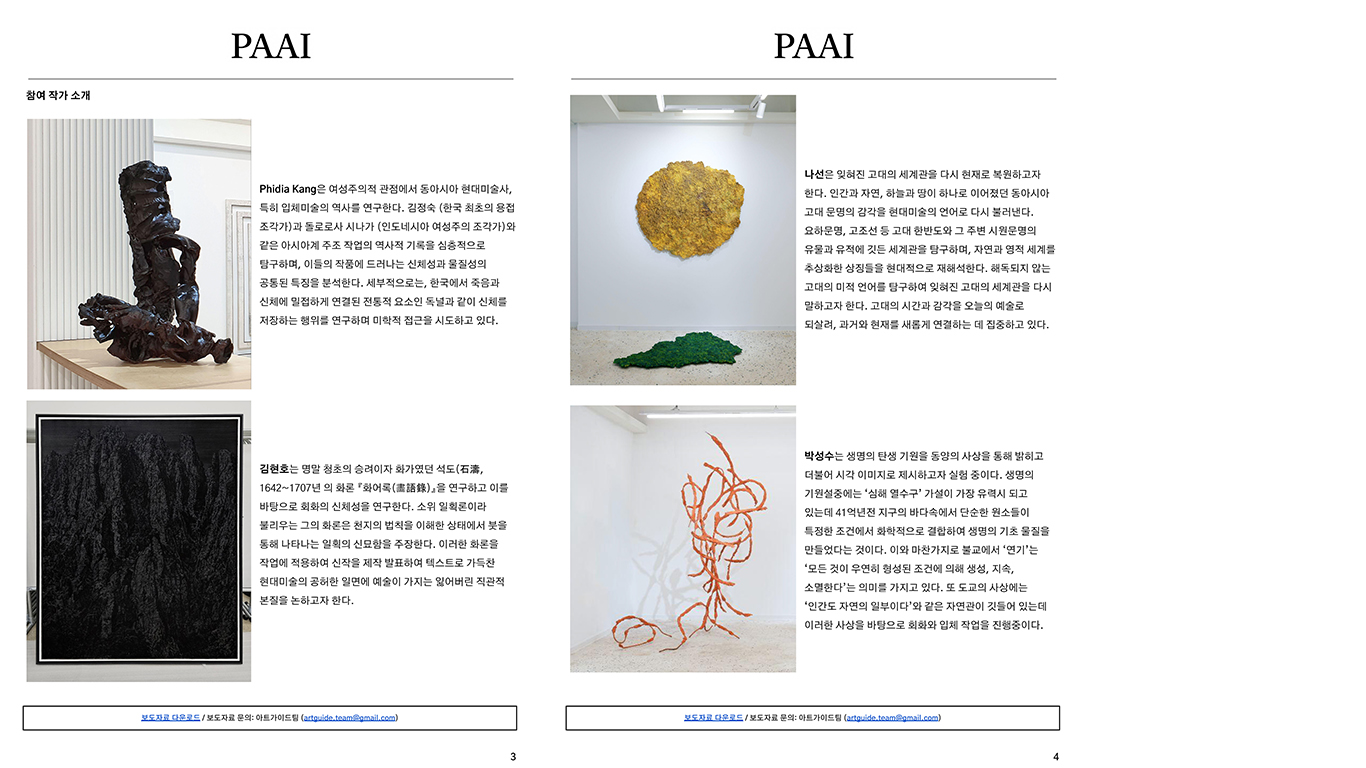 PAAI
참여 작가 소개
Phidia Kang은 여성주의적 관점에서 동아시아 현대미술사,
특히 입체미술의 역사를 연구한다. 김정숙 (한국 최초의 용접
조각가)과 돌로로사 시나가 (인도네시아 여성주의 조각가)와
같은 아시아계 주조 작업의 역사적 기록을 심층적으로
탐구하며, 이들의 작품에 드러나는 신체성과 물질성의
공통된 특징을 분석한다. 세부적으로는, 한국에서 죽음과
신체에 밀접하게 연결된 전통적 요소인 독널과 같이 신체를
저장하는 행위를 연구하며 미학적 접근을 시도하고 있다.
김현호는 명말 청초의 승려이자 화가였던 석도(石濤,
1642~1707년 의 화론 『화어록(畫語錄)』을 연구하고 이를
바탕으로 회화의 신체성을 연구한다. 소위 일획론이라
불리우는 그의 화론은 천지의 법칙을 이해한 상태에서 붓을
통해 나타나는 일획의 신묘함을 주장한다. 이러한 화론을
작업에 적용하여 신작을 제작 발표하여 텍스트로 가득찬
현대미술의 공허한 일면에 예술이 가지는 잃어버린 직관적
본질을 논하고자 한다.
보도자료 다운로드 / 보도자료 문의: 아트가이드팀 (artguide.team@gmail.com)
3
PAAI
나선은 잊혀진 고대의 세계관을 다시 현재로 복원하고자
한다. 인간과 자연, 하늘과 땅이 하나로 이어졌던 동아시아
고대 문명의 감각을 현대미술의 언어로 다시 불러낸다.
요하문명, 고조선 등 고대 한반도와 그 주변 시원문명의
유물과 유적에 깃든 세계관을 탐구하며, 자연과 영적 세계를
추상화한 상징들을 현대적으로 재해석한다. 해독되지 않는
고대의 미적 언어를 탐구하여 잊혀진 고대의 세계관을 다시
말하고자 한다. 고대의 시간과 감각을 오늘의 예술로
되살려, 과거와 현재를 새롭게 연결하는 데 집중하고 있다.
박성수는 생명의 탄생 기원을 동양의 사상을 통해 밝히고
더불어 시각 이미지로 제시하고자 실험 중이다. 생명의
기원설중에는 ‘심해 열수구’ 가설이 가장 유력시 되고
있는데 41억년전 지구의 바다속에서 단순한 원소들이
특정한 조건에서 화학적으로 결합하여 생명의 기초 물질을
만들었다는 것이다. 이와 마찬가지로 불교에서 ‘연기’는
‘모든 것이 우연히 형성된 조건에 의해 생성, 지속,
소멸한다’는 의미를 가지고 있다. 또 도교의 사상에는
‘인간도 자연의 일부이다’와 같은 자연관이 깃들어 있는데
이러한 사상을 바탕으로 회화와 입체 작업을 진행중이다.
보도자료 다운로드 / 보도자료 문의: 아트가이드팀 (artguide.team@gmail.com)
4